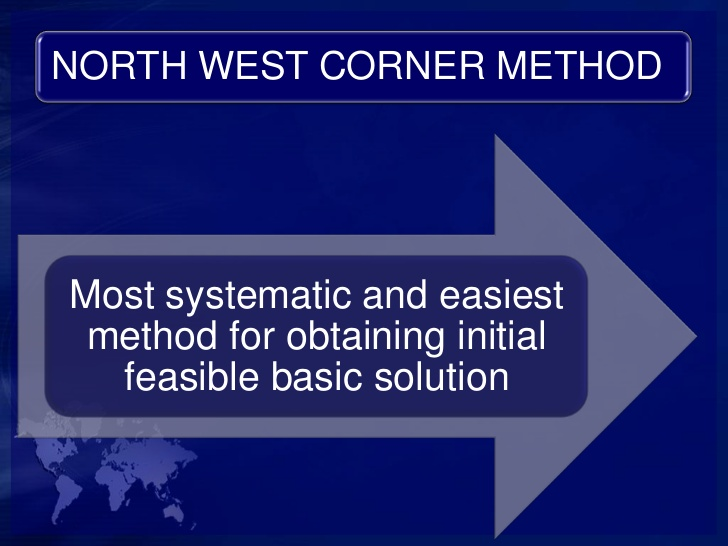 NORTH WEST CORNER METHOD
Most systematic and easiest
method for obtaining initial
feasible basic solution